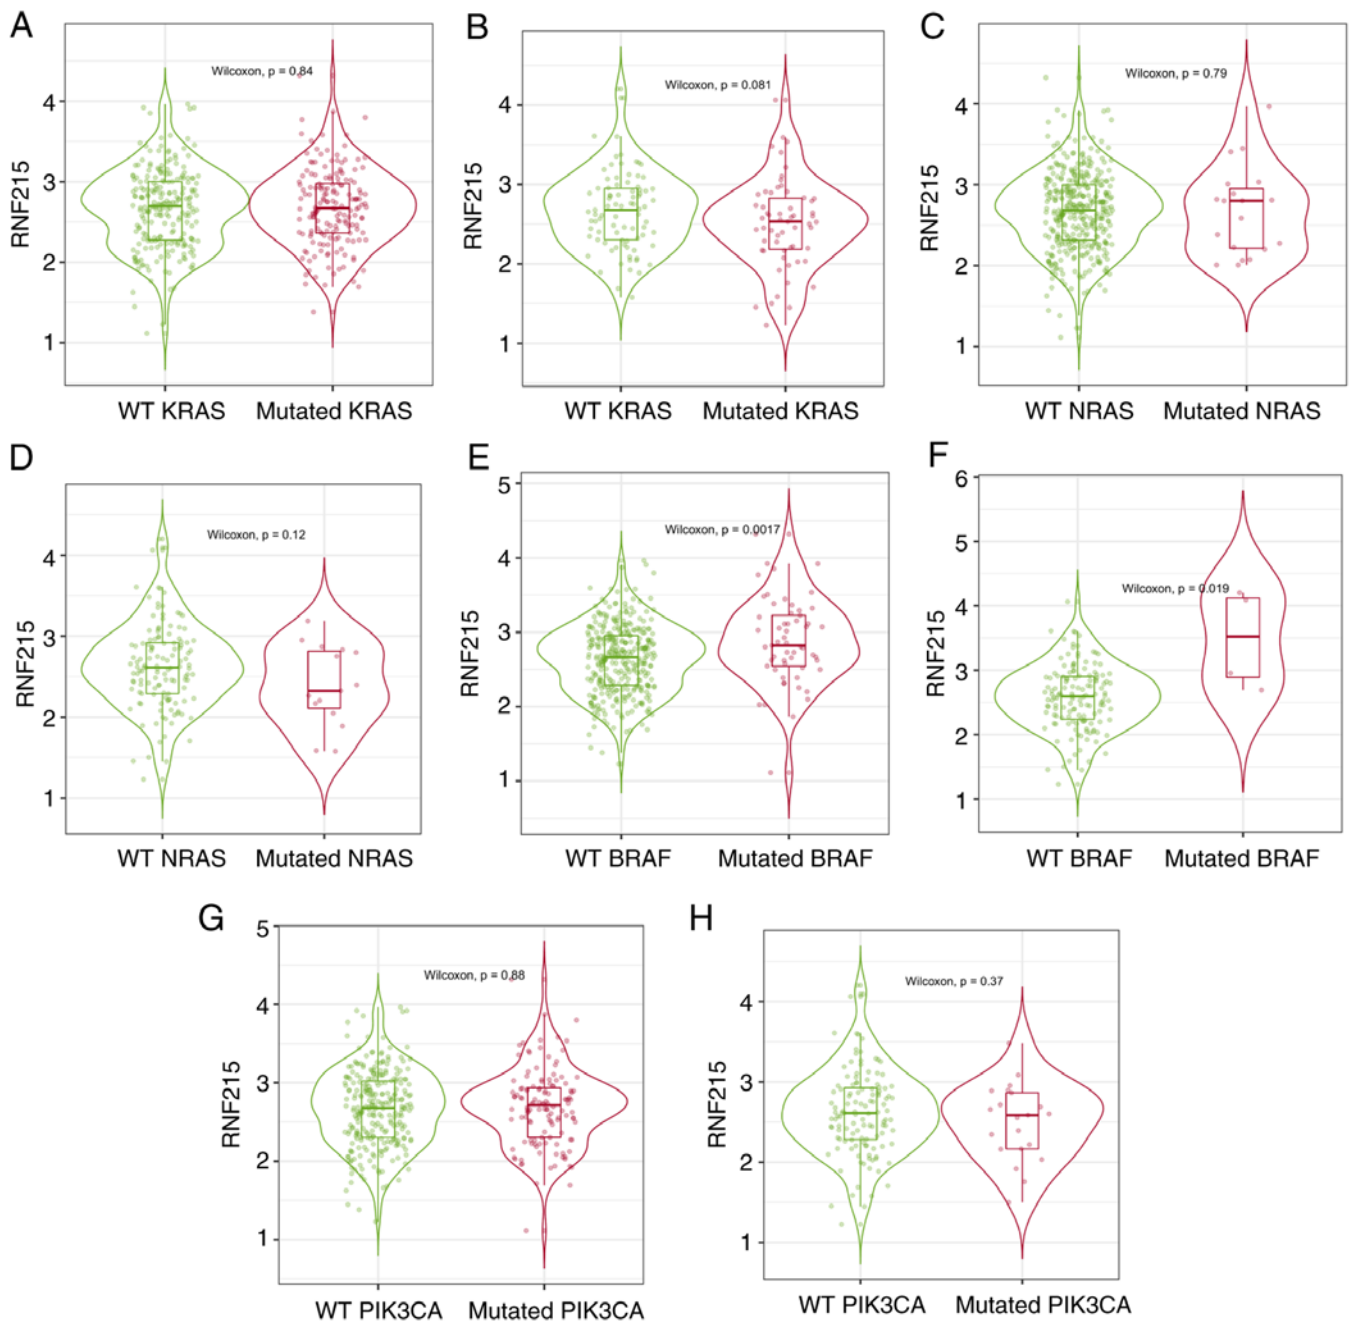 A
Wilcoxon, p = 0.84
RNF215
4
3
2
1
WT KRAS
Mutated KRAS
B
Wilcoxon, p = 0.081
RNF215
4
3
2
1
WT KRAS
Mutated KRAS
C
Wilcoxon, p = 0.79
RNF215
4
3
2
1
WT NRAS
Mutated NRAS
D
Wilcoxon, p = 0.12
RNF215
4
3
2
1
WT NRAS
Mutated NRAS
E
Wilcoxon, p = 0.0017
RNF215
5
4
3
2
1
WT BRAF
Mutated BRAF
F
Wilcoxon, p = 0.019
RNF215
6
5
4
3
2
1
WT BRAF
Mutated BRAF
G
Wilcoxon, p = 0.88
RNF215
5
4
3
2
1
WT PIK3CA
Mutated PIK3CA
H
Wilcoxon, p = 0.37
RNF215
4
3
2
1
WT PIK3CA
Mutated PIK3CA